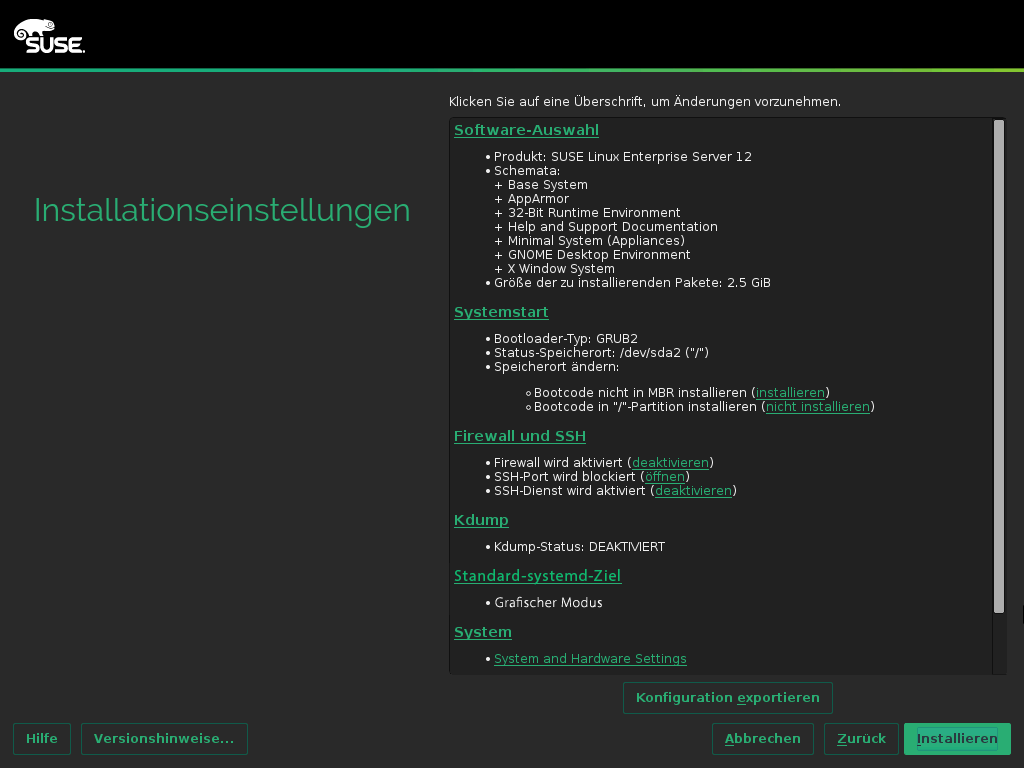 SUSE.
Klicken Sie auf eine Überschrift, um Änderungen vorzunehmen.
Installationseinstellungen
Software-Auswahl
• Produkt: SUSE Linux Enterprise Server 12
• Schemata:
+ Base System
+ AppArmor
+ 32-Bit Runtime Environment
+ Help and Support Documentation
+ Minimal System (Appliances)
+ GNOME Desktop Environment
+ X Window System
• Größe der zu installierenden Pakete: 2.5 GiB
Systemstart
• Bootloader-Typ: GRUB2
• Status-Speicherort: /dev/sda2 ("/")
• Speicherort ändern:
◦ Bootcode nicht in MBR installieren (installieren)
◦ Bootcode in "/"-Partition installieren (nicht installieren)
Firewall und SSH
• Firewall wird aktiviert (deaktivieren)
• SSH-Port wird blockiert (öffnen)
• SSH-Dienst wird aktiviert (deaktivieren)
Kdump
• Kdump-Status: DEAKTIVIERT
Standard-systemd-Ziel
• Grafischer Modus
System
• System and Hardware Settings
Konfiguration exportieren
Hilfe Versionshinweise... Abbrechen Zurück Installieren